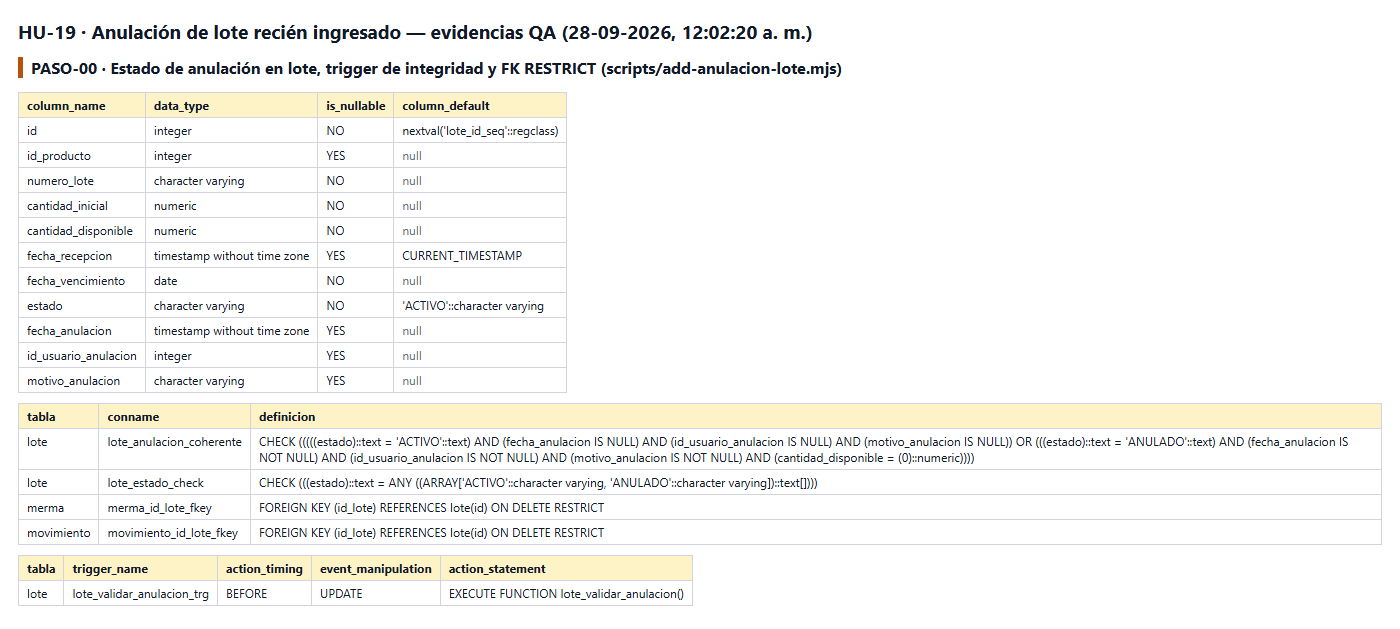 HU-19 · Anulación de lote recién ingresado — evidencias QA (28-09-2026, 12:02:20 a. m.)
PASO-00 · Estado de anulación en lote, trigger de integridad y FK RESTRICT (scripts/add-anulacion-lote.mjs)
column_name data_type is_nullable column_default
id integer NO nextval('lote_id_seq'::regclass)
id_producto integer YES null
numero_lote character varying NO null
cantidad_inicial numeric NO null
cantidad_disponible numeric NO null
fecha_recepcion timestamp without time zone YES CURRENT_TIMESTAMP
fecha_vencimiento date NO null
estado character varying NO 'ACTIVO'::character varying
fecha_anulacion timestamp without time zone YES null
id_usuario_anulacion integer YES null
motivo_anulacion character varying YES null
tabla conname definicion
lote lote_anulacion_coherente CHECK (((((estado)::text = 'ACTIVO'::text) AND (fecha_anulacion IS NULL) AND (id_usuario_anulacion IS NULL) AND (motivo_anulacion IS NULL)) OR (((estado)::text = 'ANULADO'::text) AND (fecha_anulacion IS
NOT NULL) AND (id_usuario_anulacion IS NOT NULL) AND (motivo_anulacion IS NOT NULL) AND (cantidad_disponible = (0)::numeric))))
lote lote_estado_check CHECK (((estado)::text = ANY ((ARRAY['ACTIVO'::character varying, 'ANULADO'::character varying])::text[])))
merma merma_id_lote_fkey FOREIGN KEY (id_lote) REFERENCES lote(id) ON DELETE RESTRICT
movimiento movimiento_id_lote_fkey FOREIGN KEY (id_lote) REFERENCES lote(id) ON DELETE RESTRICT
tabla trigger_name action_timing event_manipulation action_statement
lote lote_validar_anulacion_trg BEFORE UPDATE EXECUTE FUNCTION lote_validar_anulacion()